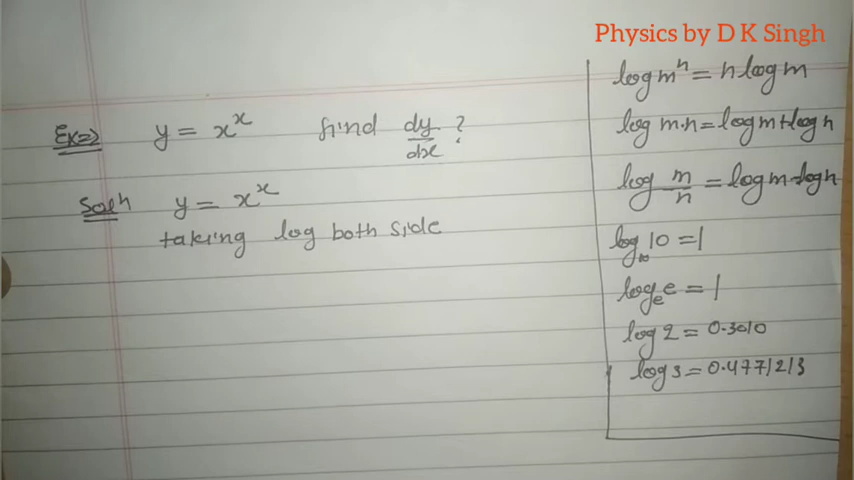 Physics by D K Singh
Ex=> y = x^x find dy/dx ?
Soln y = x^x
taking log both side
log m^n = n log m
log m.n = log m + log n
log m/n = log m - log n
log₁₀ 10 = 1
logₑ e = 1
log 2 = 0.3010
log 3 = 0.4771213